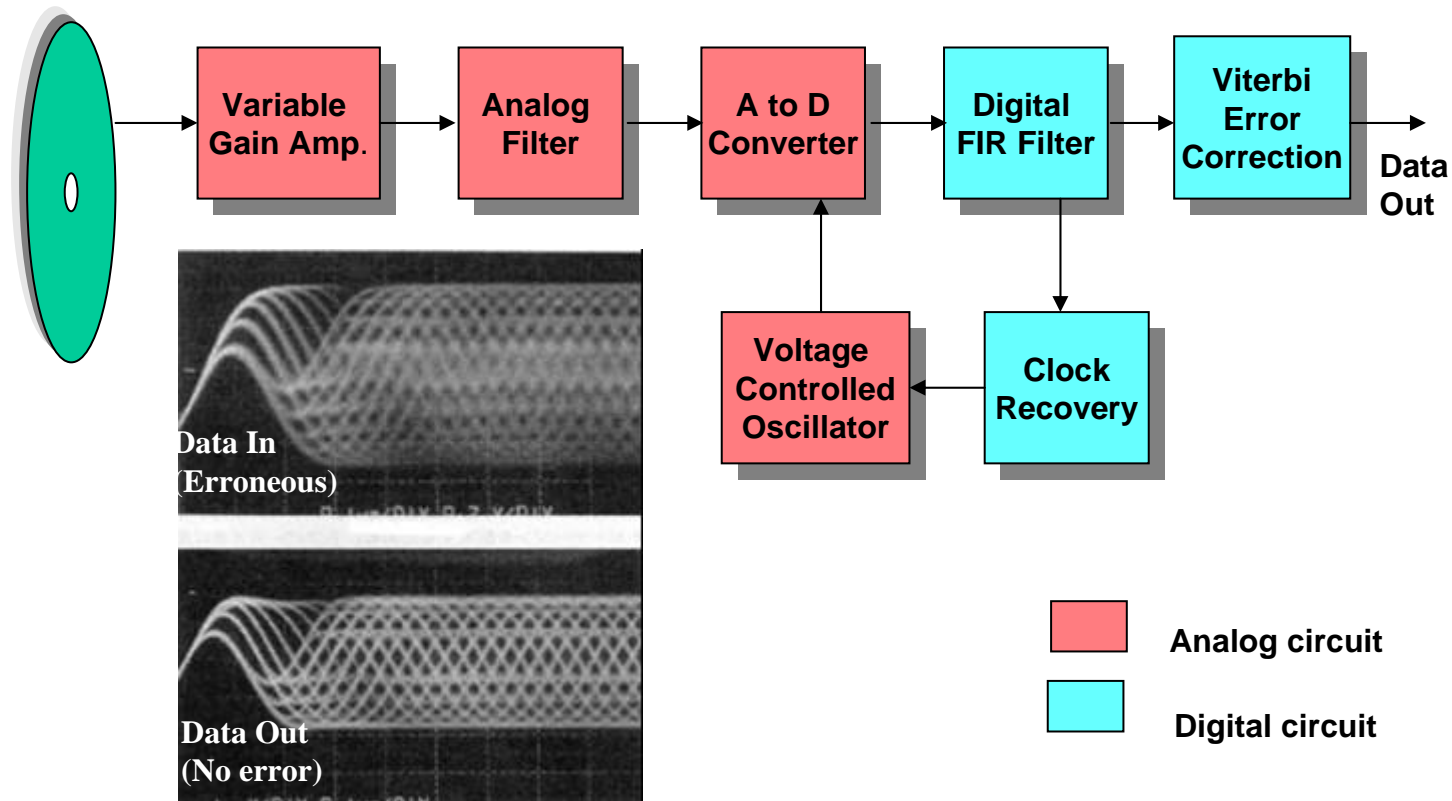 Variable
Gain Amp.
Analog
Filter
A to D
Converter
Digital
FIR Filter
Viterbi
Error
Correction
Data
Out
Voltage
Controlled
Oscillator
Clock
Recovery
Data In
(Erroneous)
Data Out
(No error)
Analog circuit
Digital circuit